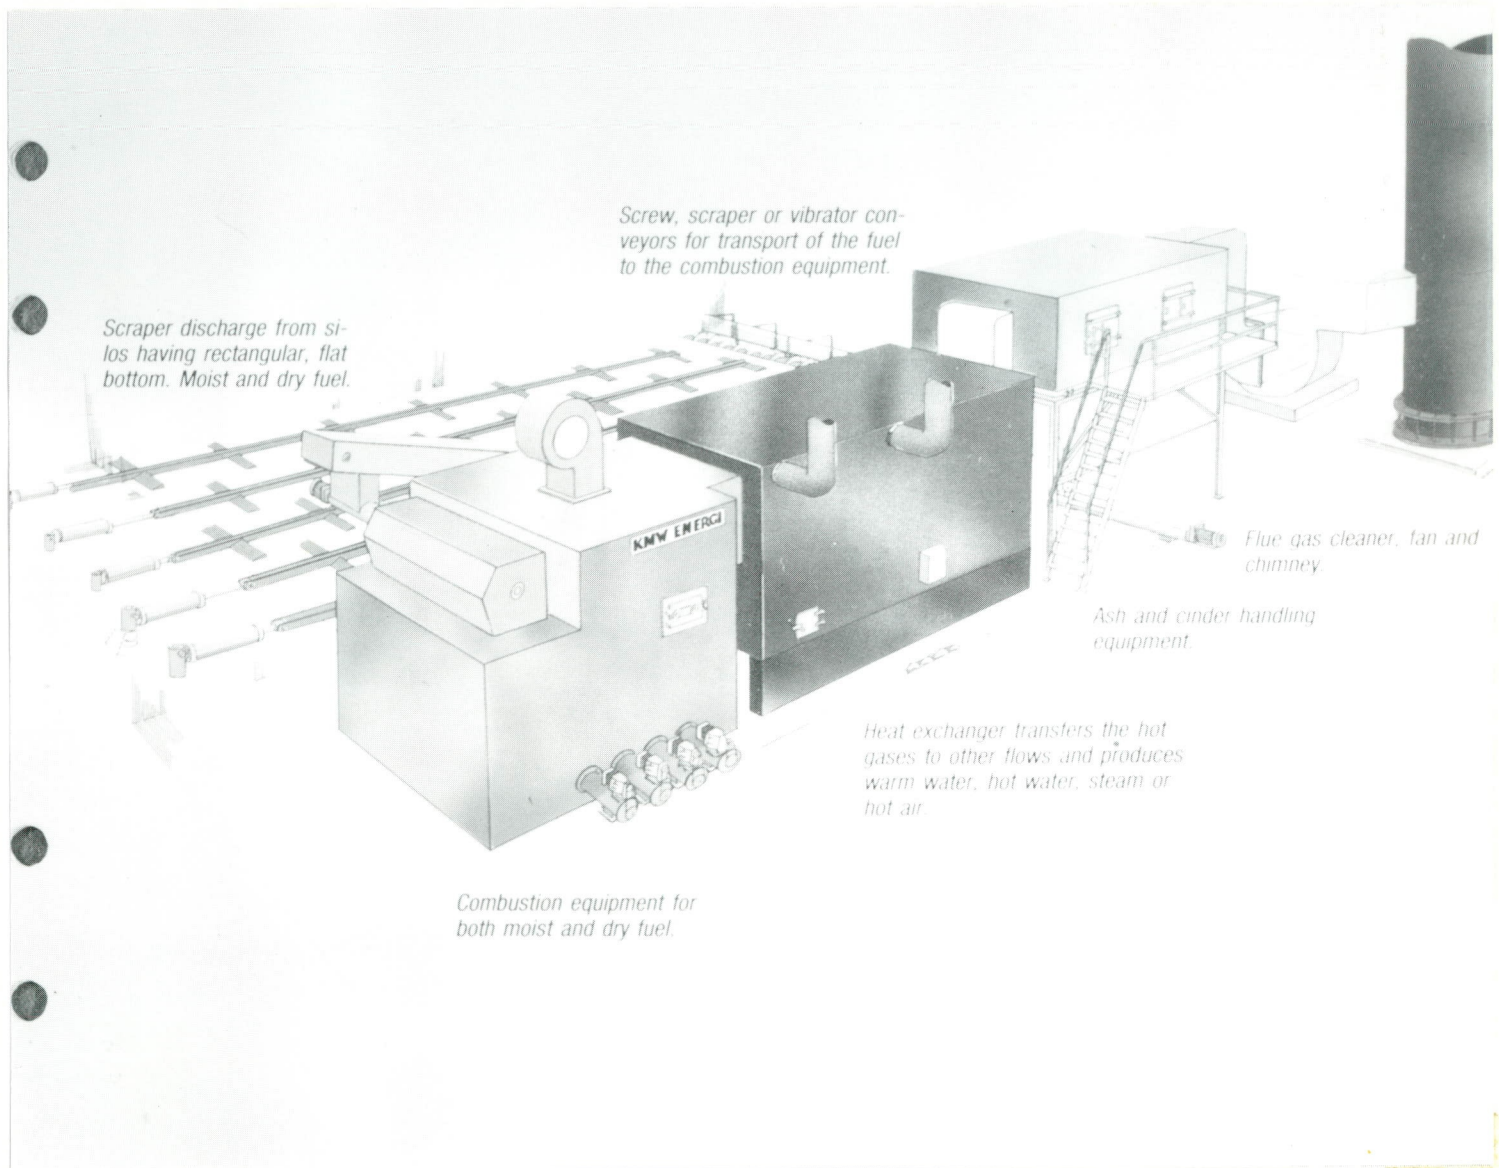 Screw, scraper or vibrator con-
veyors for transport of the fuel
to the combustion equipment.
Scraper discharge from si-
los having rectangular, flat
bottom. Moist and dry fuel.
KMW ENERGI
Flue gas cleaner, fan and
chimney.
Ash and cinder handling
equipment.
Heat exchanger transfers the hot
gases to other flows and produces
warm water, hot water, steam or
hot air.
Combustion equipment for
both moist and dry fuel.